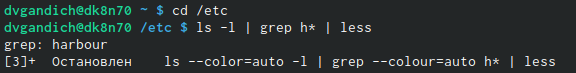 dvgandich@dk8n70 ~ $ cd /etc
dvgandich@dk8n70 /etc $ ls -l | grep h* | less
grep: harbour
[3]+  Остановлен    ls --color=auto -l | grep --colour=auto h* | less